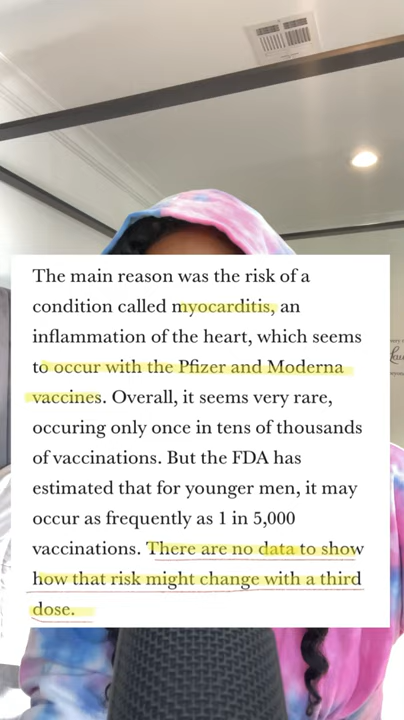 The main reason was the risk of a
condition called myocarditis, an
inflammation of the heart, which seems
to occur with the Pfizer and Moderna
vaccines. Overall, it seems very rare,
occuring only once in tens of thousands
of vaccinations. But the FDA has
estimated that for younger men, it may
occur as frequently as 1 in 5,000
vaccinations. There are no data to show
how that risk might change with a third
dose.